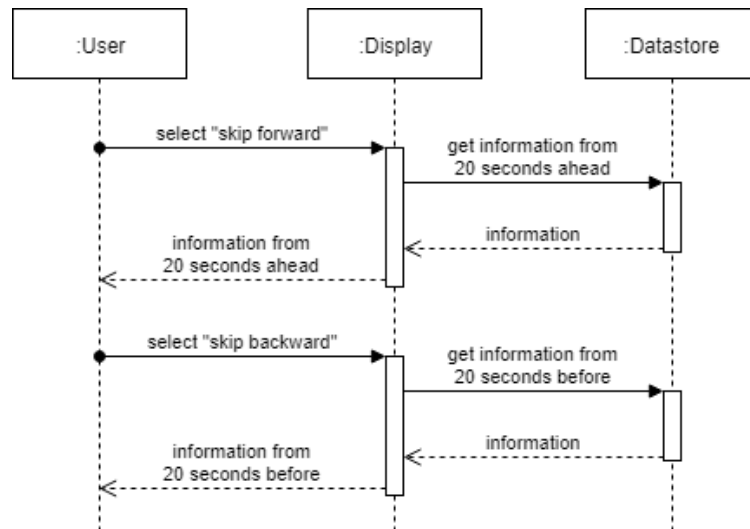 :User
:Display
:Datastore
select "skip forward"
get information from
20 seconds ahead
information
information from
20 seconds ahead
select "skip backward"
get information from
20 seconds before
information
information from
20 seconds before